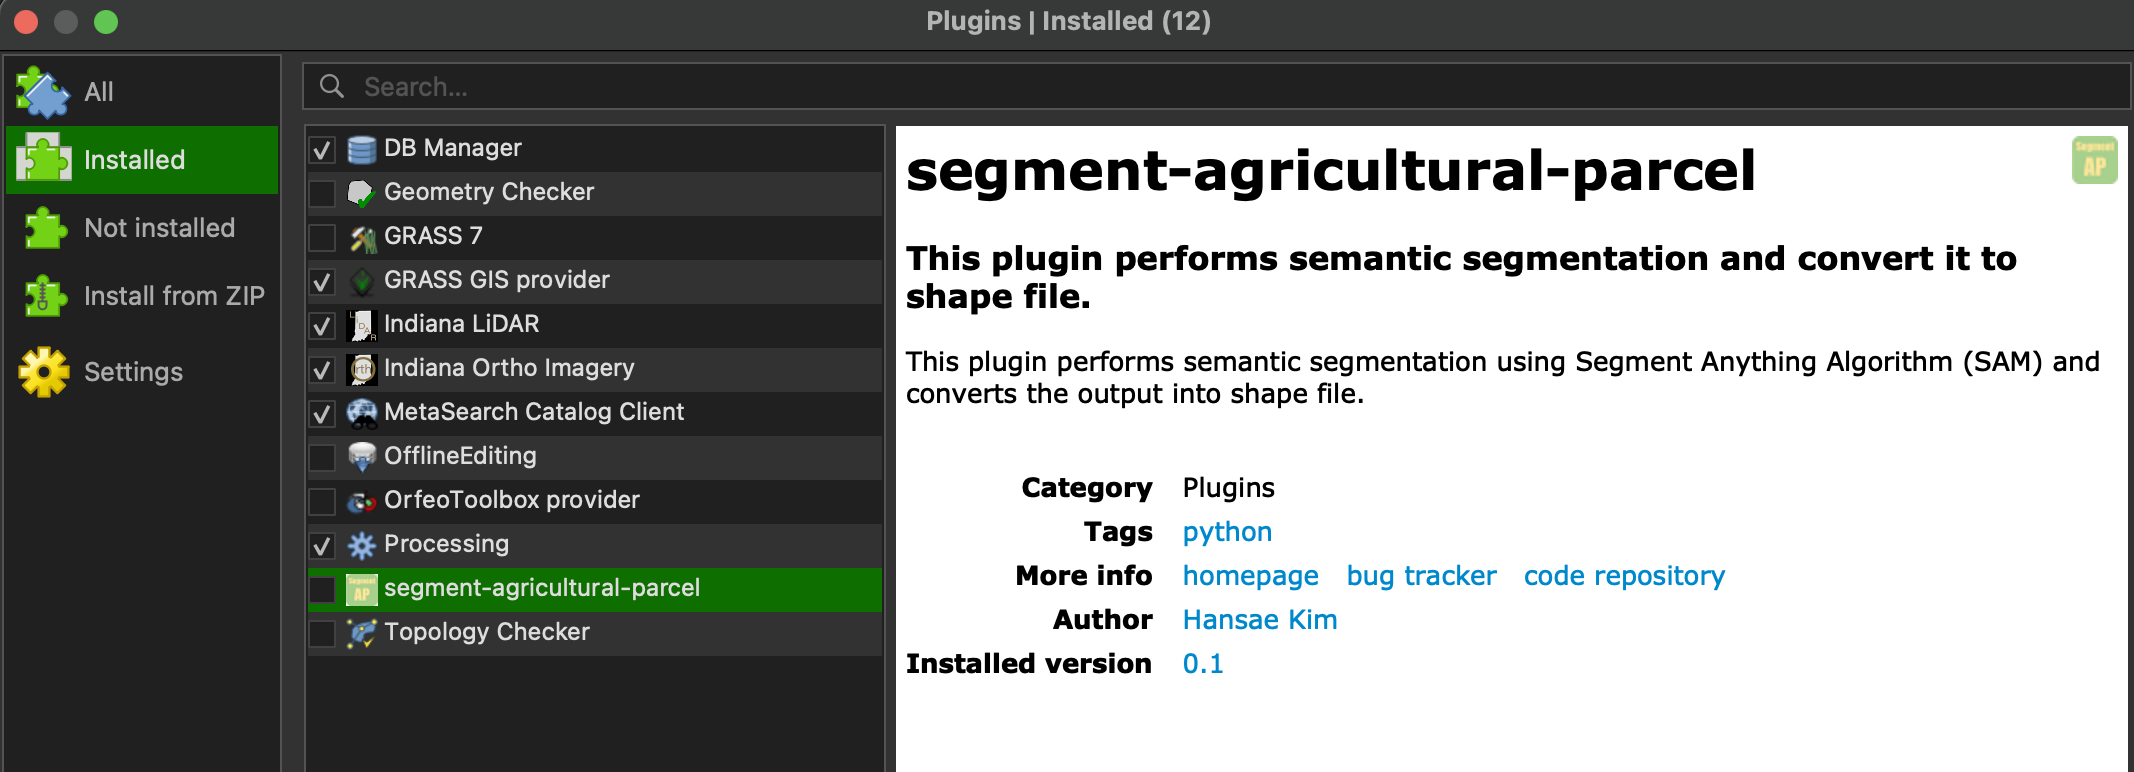 Plugins | Installed (12)
All
Installed
Not installed
Install from ZIP
Settings
Search...
DB Manager
Geometry Checker
GRASS 7
GRASS GIS provider
Indiana LiDAR
Indiana Ortho Imagery
MetaSearch Catalog Client
OfflineEditing
OrfeoToolbox provider
Processing
Segment
AP
segment-agricultural-parcel
Topology Checker
segment-agricultural-parcel
Segment
AP
This plugin performs semantic segmentation and convert it to
shape file.
This plugin performs semantic segmentation using Segment Anything Algorithm (SAM) and
converts the output into shape file.
Category Plugins
Tags python
More info homepage bug tracker code repository
Author Hansae Kim
Installed version 0.1